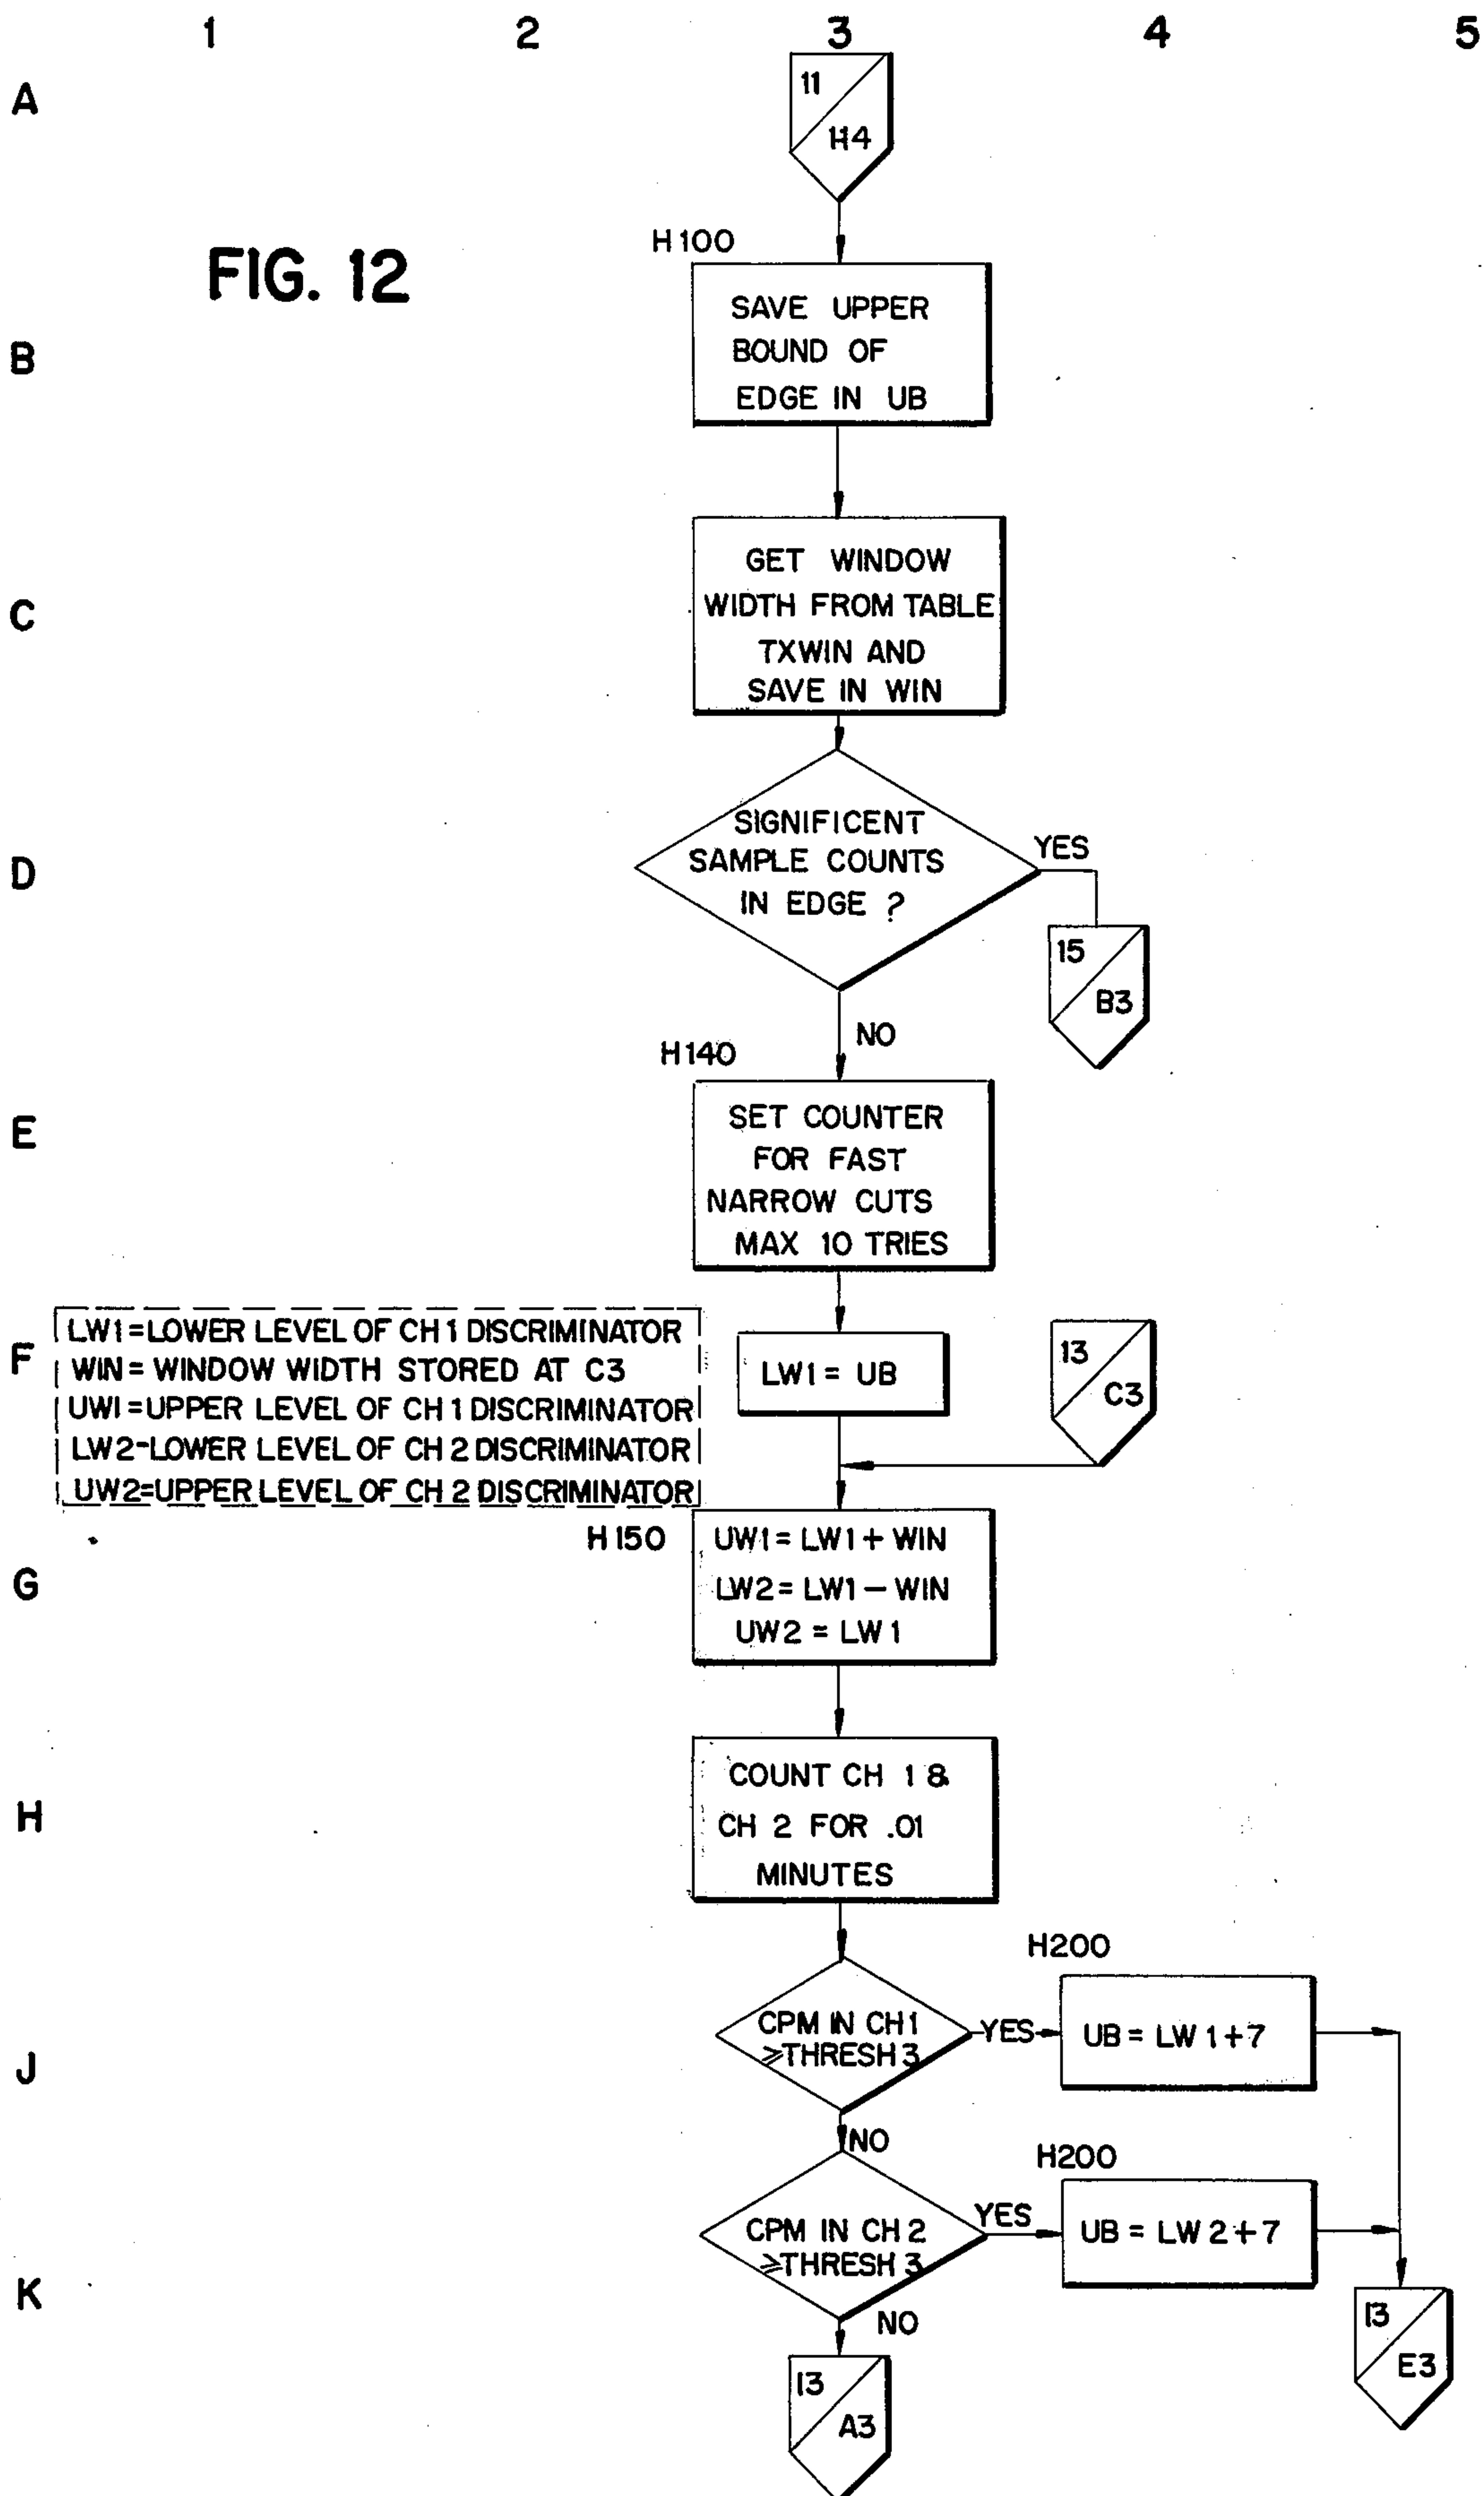 1 2 3 4 5
A
11
H4
H100
FIG. 12
SAVE UPPER
BOUND OF
EDGE IN UB
B
GET WINDOW
WIDTH FROM TABLE
TXWIN AND
SAVE IN WIN
C
SIGNIFICENT
SAMPLE COUNTS
IN EDGE ?
YES
D
15
B3
NO
H140
SET COUNTER
FOR FAST
NARROW CUTS
MAX 10 TRIES
E
F
LW1=LOWER LEVEL OF CH 1 DISCRIMINATOR
WIN= WINDOW WIDTH STORED AT C3
UW1=UPPER LEVEL OF CH 1 DISCRIMINATOR
LW2-LOWER LEVEL OF CH 2 DISCRIMINATOR
UW2=UPPER LEVEL OF CH 2 DISCRIMINATOR
LW1= UB
13
C3
H150
UW1= LW1+ WIN
LW2= LW1- WIN
UW2 = LW1
G
COUNT CH 1 &
CH 2 FOR .01
MINUTES
H
H200
CPM IN CH1
≥THRESH 3
YES
UB = LW 1+7
J
NO
H200
CPM IN CH 2
≥THRESH 3
YES
UB = LW 2+7
K
NO
13
E3
13
A3